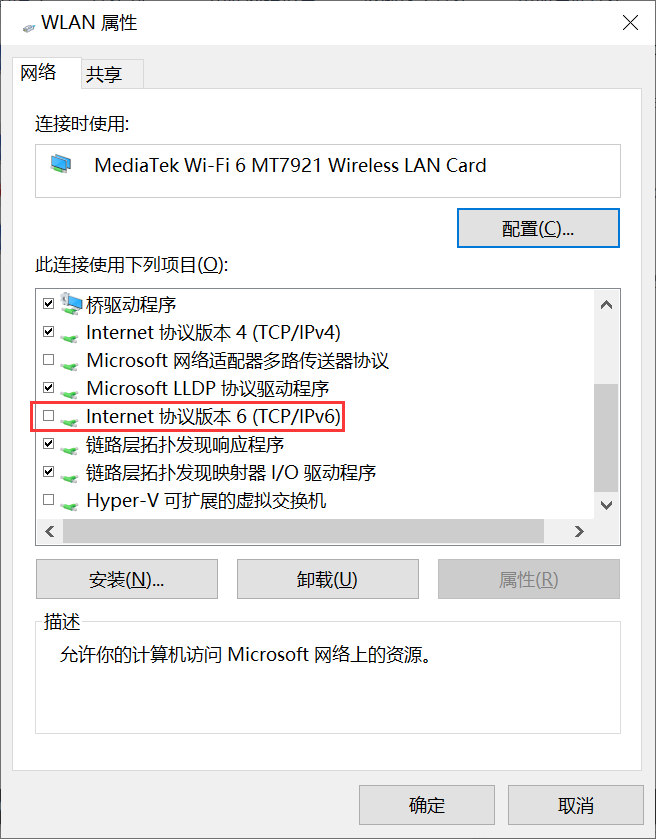 WLAN 属性
网络
共享
连接时使用:
MediaTek Wi-Fi 6 MT7921 Wireless LAN Card
配置(C)...
此连接使用下列项目(O):
桥驱动程序
Internet 协议版本 4 (TCP/IPv4)
Microsoft 网络适配器多路传送器协议
Microsoft LLDP 协议驱动程序
Internet 协议版本 6 (TCP/IPv6)
链路层拓扑发现响应程序
链路层拓扑发现映射器 I/O 驱动程序
Hyper-V 可扩展的虚拟交换机
安装(N)...
卸载(U)
属性(R)
描述
允许你的计算机访问 Microsoft 网络上的资源。
确定
取消